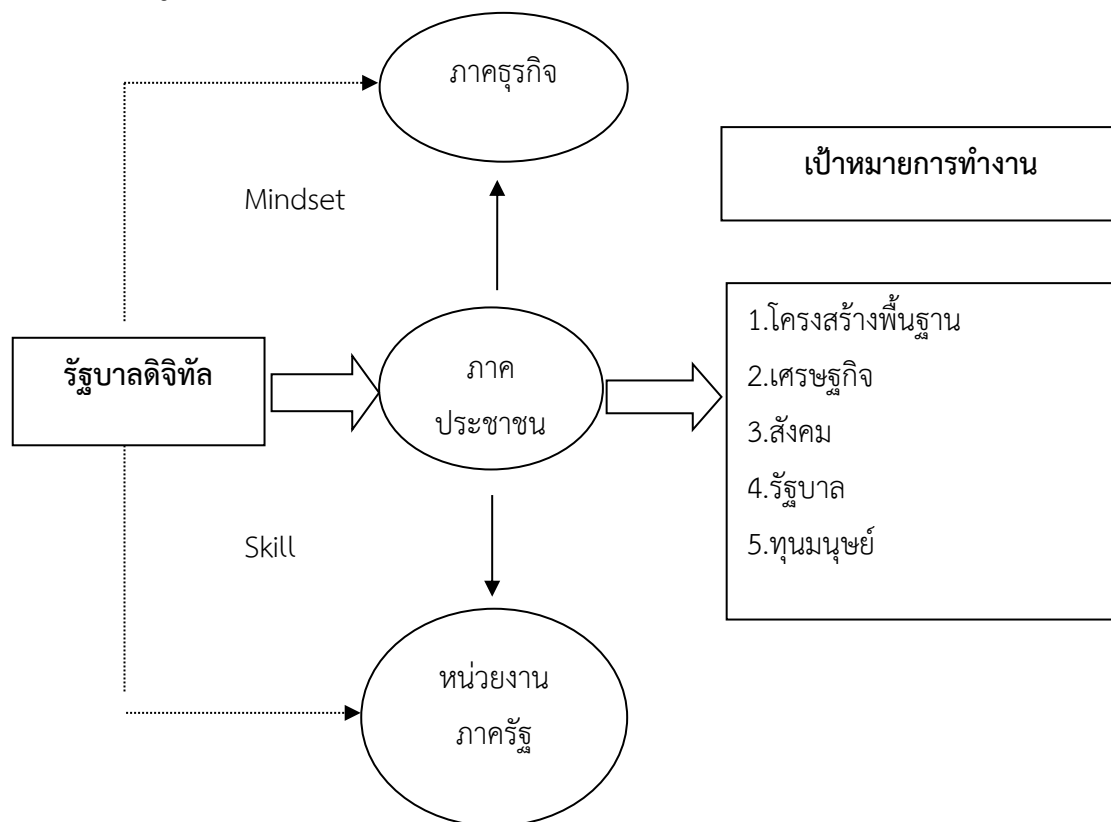 ภาคธุรกิจ
เป้าหมายการทำงาน
Mindset
รัฐบาลดิจิทัล
ภาค
ประชาชน
1.โครงสร้างพื้นฐาน
2.เศรษฐกิจ
3.สังคม
4.รัฐบาล
5.ทุนมนุษย์
Skill
หน่วยงาน
ภาครัฐ